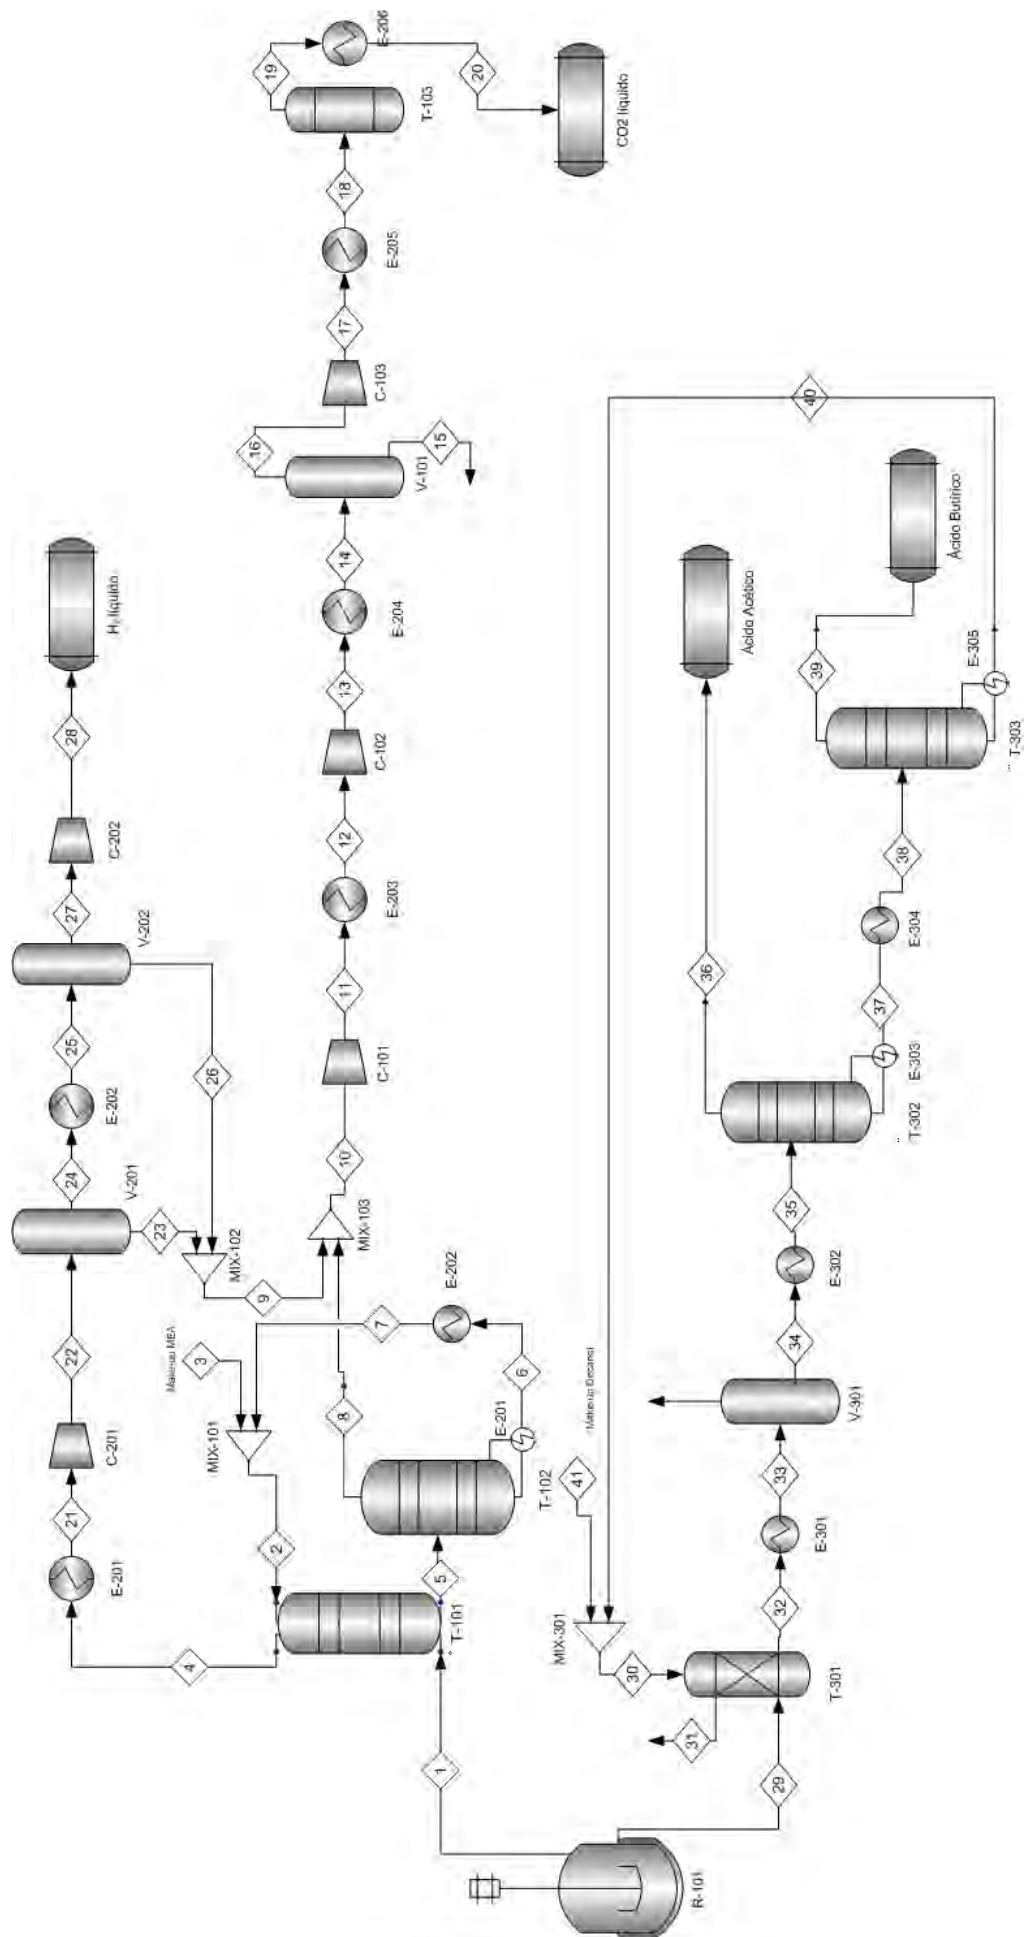 R-101
1
T-101
2
MIX-101
3
Makeup MEA
4
E-201
21
C-201
22
V-201
23
24
E-202
25
V-202
26
27
C-202
28
H2 líquido
5
T-102
E-201
6
E-202
7
8
MIX-102
9
MIX-103
10
C-101
11
E-203
12
C-102
13
E-204
14
V-101
15
16
C-103
17
E-205
18
T-103
19
E-206
20
CO2 líquido
29
T-301
30
31
MIX-301
41
Makeup Decanol
32
E-301
33
V-301
34
E-302
35
T-302
36
Ácido Acético
E-303
37
E-304
38
T-303
39
Ácido Butírico
E-305
40